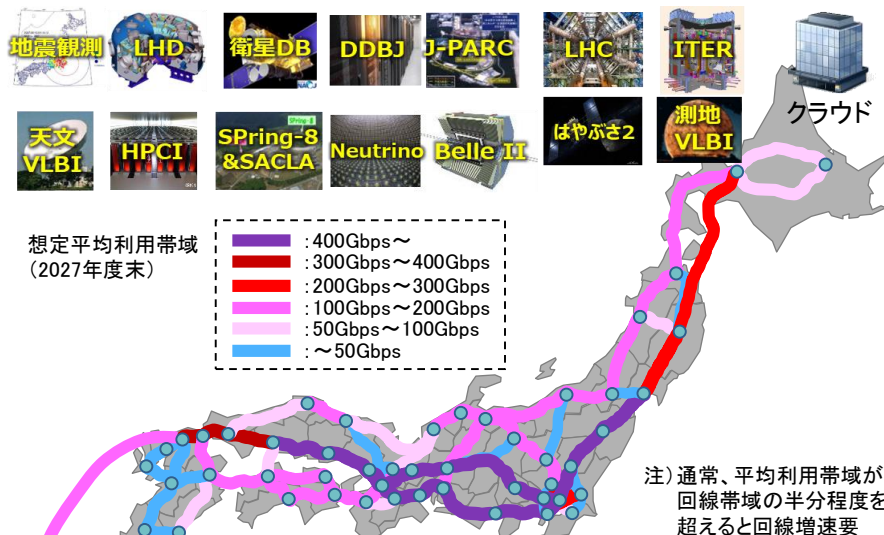 地震観測
LHD
衛星DB
DDBJ
J-PARC
LHC
ITER
クラウド
天文
VLBI
HPCI
SPring-8
SPring-8
&SACLA
Neutrino
Belle II
はやぶさ2
測地
VLBI
想定平均利用帯域
(2027年度末)
:400Gbps～
:300Gbps～400Gbps
:200Gbps～300Gbps
:100Gbps～200Gbps
:50Gbps～100Gbps
:～50Gbps
注)通常、平均利用帯域が
回線帯域の半分程度を
超えると回線増速要